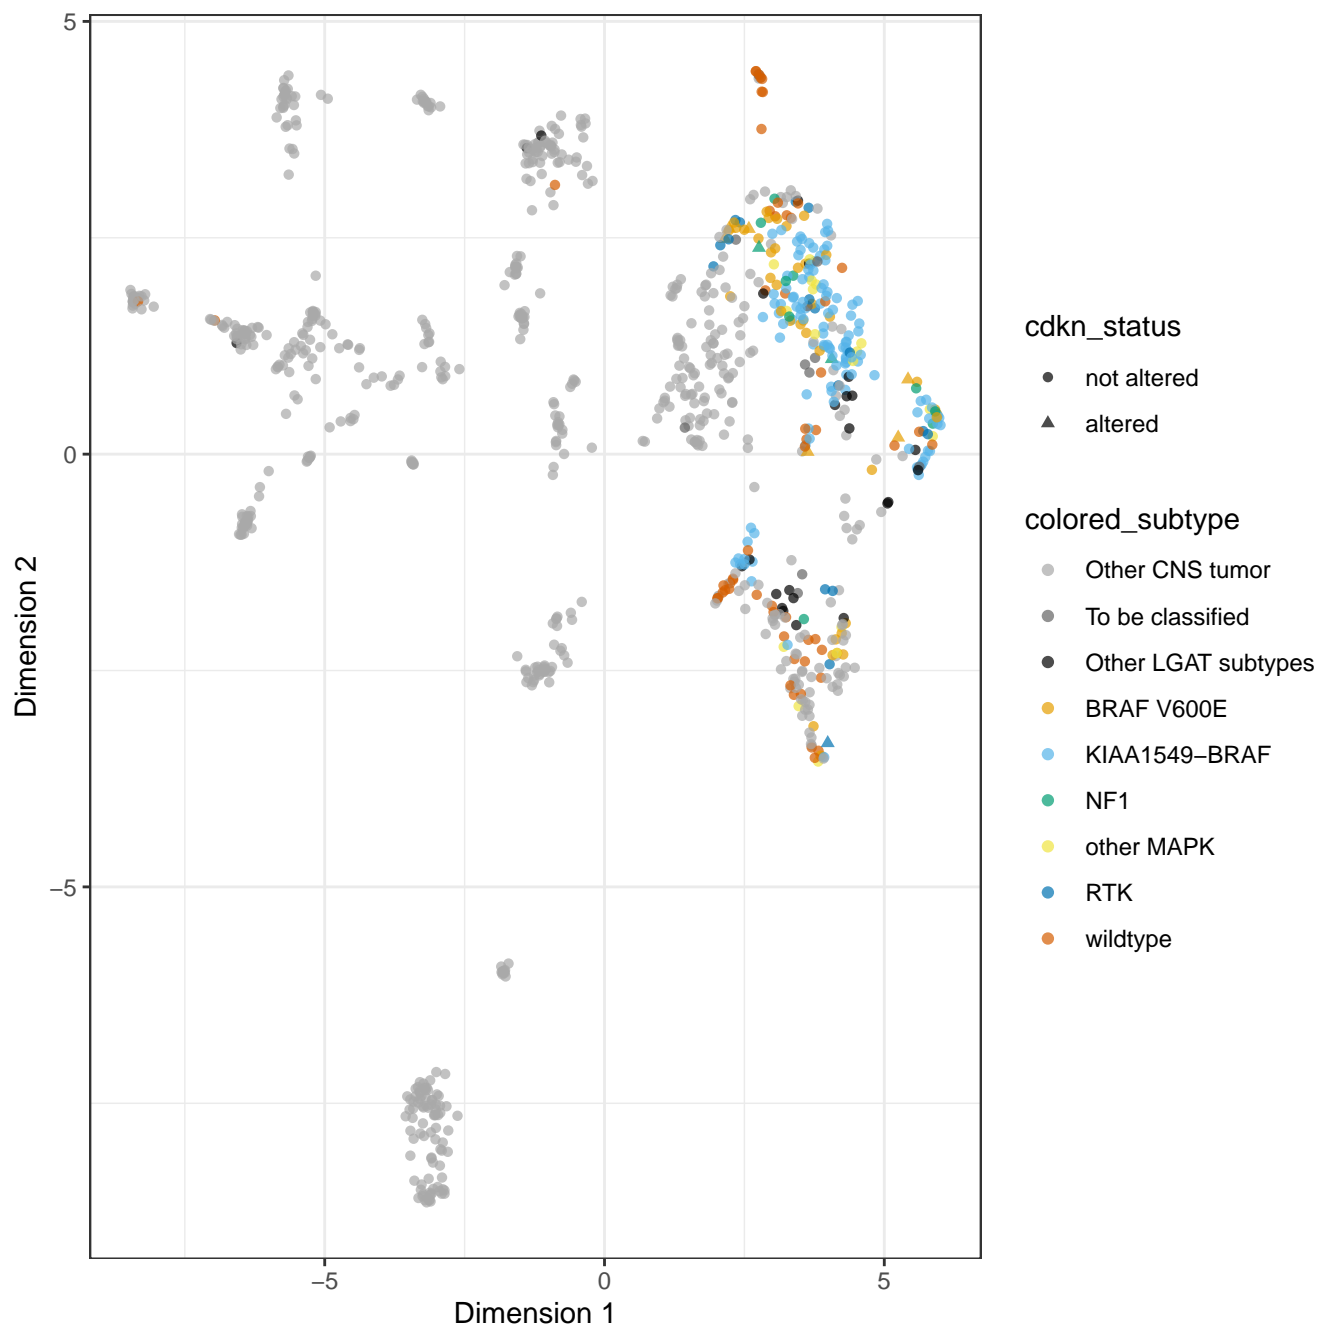 5
0
−5
Dimension 2
−5
0
5
Dimension 1
cdkn_status
not altered
altered
colored_subtype
Other CNS tumor
To be classified
Other LGAT subtypes
BRAF V600E
KIAA1549−BRAF
NF1
other MAPK
RTK
wildtype